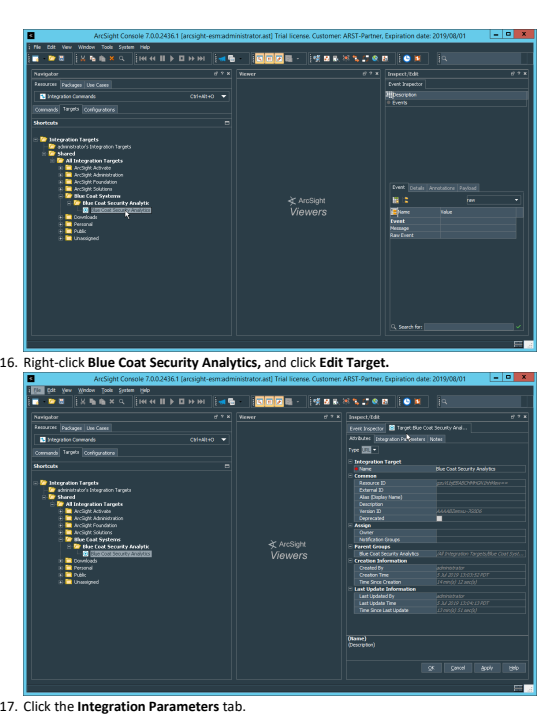 ArcSight Console 7.0.0.2436.1 [arcsight-esm:administrator.ast] Trial license. Customer: ARST-Partner, Expiration date: 2019/08/01
File Edit View Window Tools System Help
Navigator
Viewer
Inspect/Edit
Resources Packages Use Cases
Event Inspector
Integration Commands Ctrl+Alt+O
Description
Events
Commands Targets Configurations
Shortcuts
Integration Targets
administrator's Integration Targets
Shared
All Integration Targets
ArcSight Activate
ArcSight Administration
ArcSight Foundation
ArcSight Solutions
Blue Coat Systems
Blue Coat Security Analytic
Blue Coat Security Analytics
Downloads
Personal
Public
Unassigned
ArcSight
Viewers
Event Details Annotations Payload
raw
Name Value
Event
Message
Raw Event
Search for:
16. Right-click Blue Coat Security Analytics, and click Edit Target.
ArcSight Console 7.0.0.2436.1 [arcsight-esm:administrator.ast] Trial license. Customer: ARST-Partner, Expiration date: 2019/08/01
File Edit View Window Tools System Help
Navigator
Viewer
Inspect/Edit
Resources Packages Use Cases
Event Inspector Target:Blue Coat Security Anal...
Integration Commands Ctrl+Alt+O
Attributes Integration Parameters Notes
Commands Targets Configurations
Type URL
Shortcuts
Integration Targets
administrator's Integration Targets
Shared
All Integration Targets
ArcSight Activate
ArcSight Administration
ArcSight Foundation
ArcSight Solutions
Blue Coat Systems
Blue Coat Security Analytic
Blue Coat Security Analytics
Downloads
Personal
Public
Unassigned
ArcSight
Viewers
Integration Target
Name Blue Coat Security Analytics
Common
Resource ID
External ID
Alias (Display Name)
Description
Version ID
Deprecated
Assign
Owner
Notification Groups
Parent Groups
Blue Coat Security Analytics /All Integration Targets/Blue Coat Syst...
Creation Information
Created By administrator
Creation Time
Time Since Creation
Last Update Information
Last Updated By administrator
Last Update Time
Time Since Last Update
(Name)
(Description)
OK Cancel Apply Help
17. Click the Integration Parameters tab.